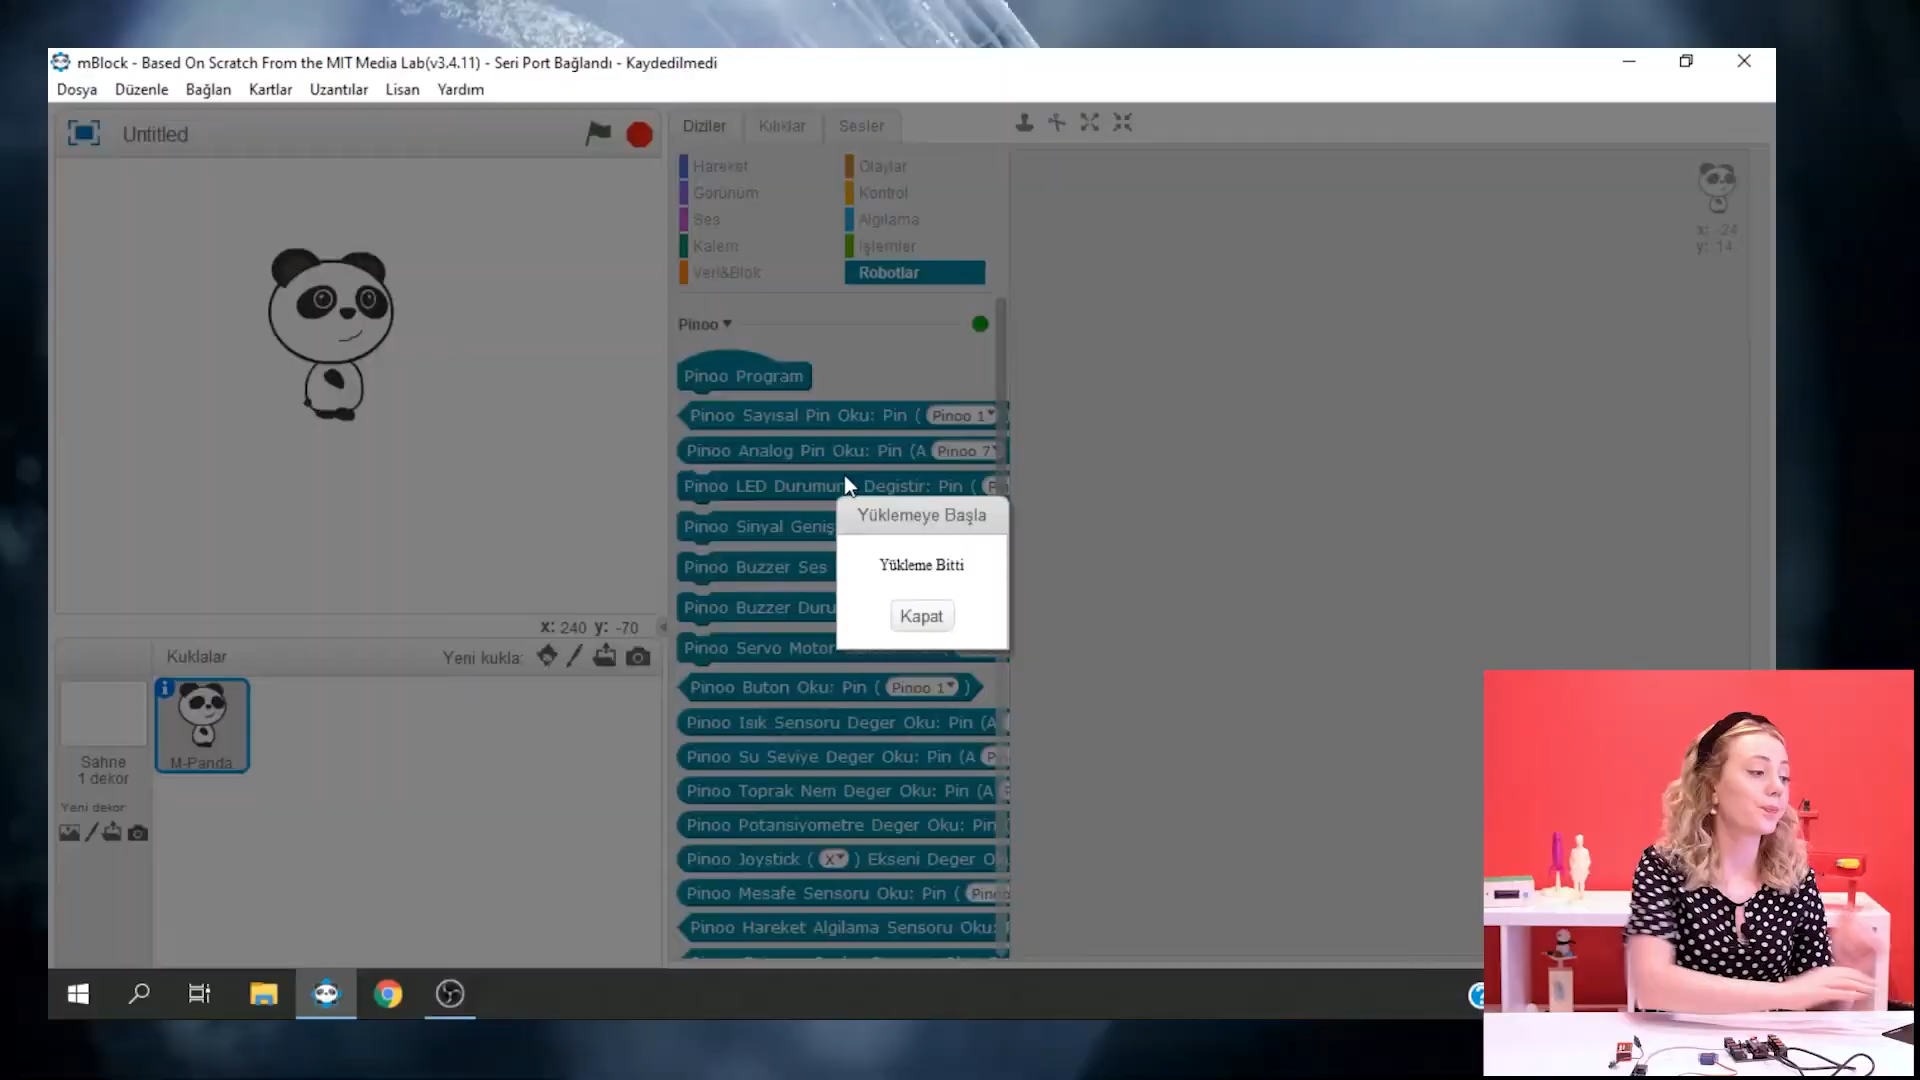 mBlock - Based On Scratch From the MIT Media Lab(v3.4.11) - Seri Port Bağlandı - Kaydedilmedi
Dosya Düzenle Bağlan Kartlar Uzantılar Lisan Yardım
Untitled
Diziler Kılıklar Sesler
Hareket Olaylar
Görünüm Kontrol
Ses Algılama
Kalem İşlemler
Veri&Blok Robotlar
x: -24
y: 14
Pinoo
Pinoo Program
Pinoo Sayısal Pin Oku: Pin ( Pinoo 1
Pinoo Analog Pin Oku: Pin (A Pinoo 7
Pinoo LED Durumun Degistir: Pin (
Pinoo Sinyal Geniş
Pinoo Buzzer Ses
Pinoo Buzzer Duru
Pinoo Servo Motor
Yüklemeye Başla
Yükleme Bitti
Kapat
Pinoo Buton Oku: Pin ( Pinoo 1 )
Pinoo Isık Sensoru Deger Oku: Pin (A
Pinoo Su Seviye Deger Oku: Pin (A
Pinoo Toprak Nem Deger Oku: Pin (A
Pinoo Potansiyometre Deger Oku: Pin
Pinoo Joystick ( X ) Ekseni Deger O
Pinoo Mesafe Sensoru Oku: Pin ( Pino
Pinoo Hareket Algilama Sensoru Oku:
x: 240 y: -70
Kuklalar Yeni kukla:
Sahne
1 dekor
M-Panda
Yeni dekor